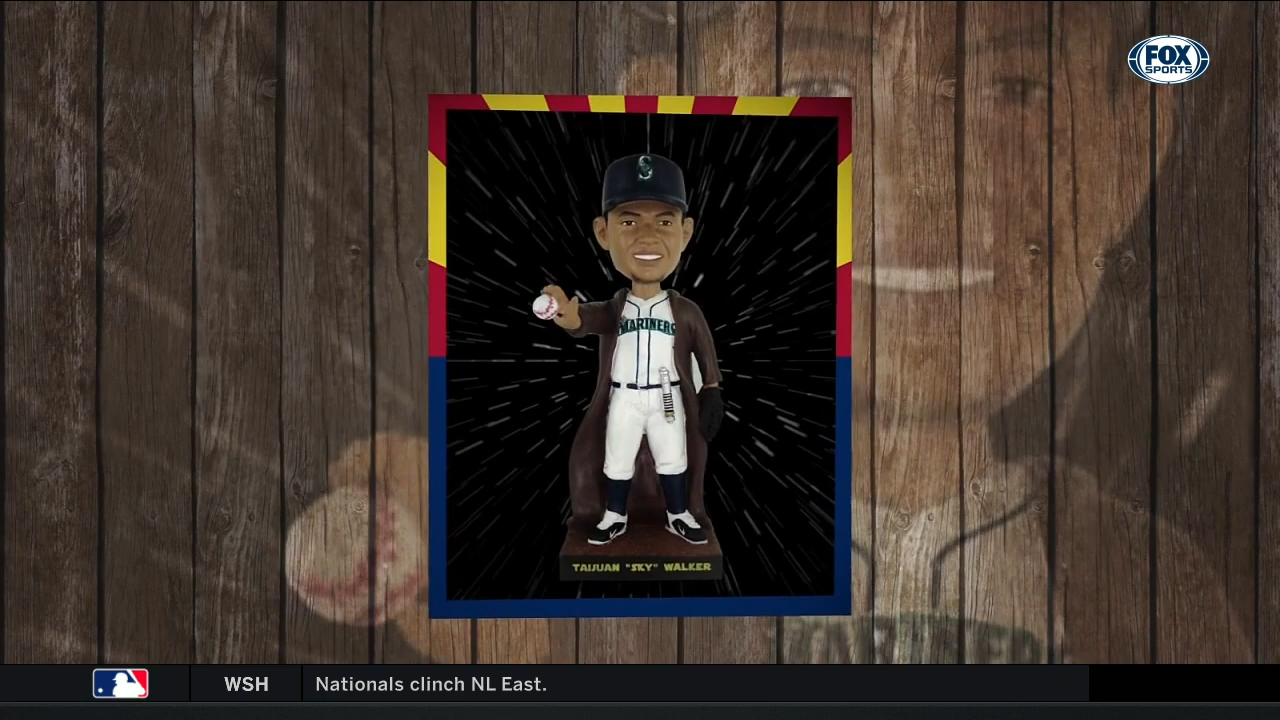 FOX
SPORTS
S
MARINERS
TAIJUAN "SKY" WALKER
WSH
Nationals clinch NL East.